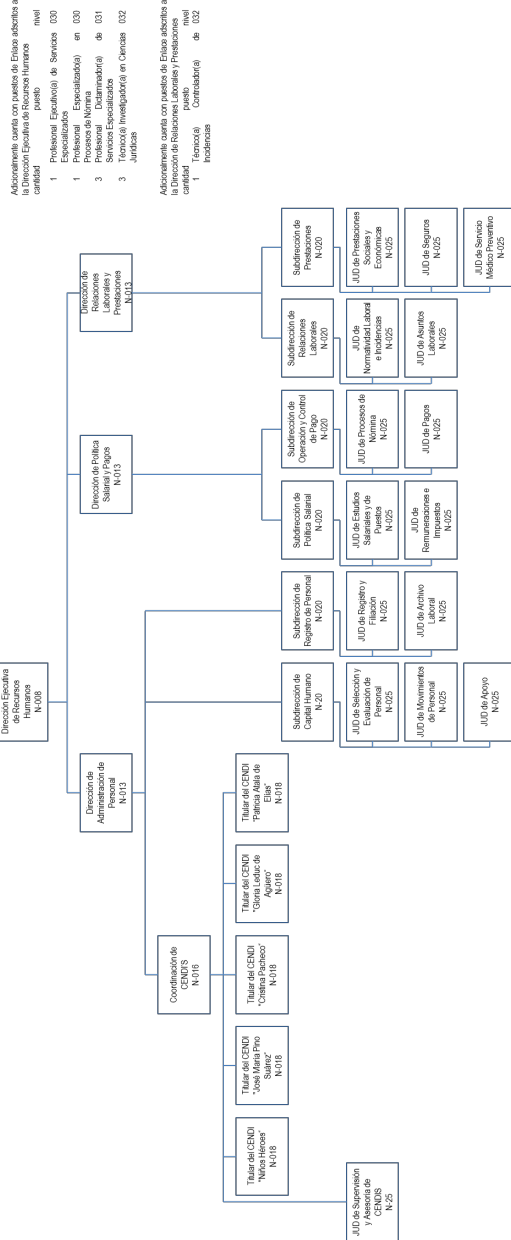 Dirección Ejecutiva
de Recursos
Humanos
N-008
Dirección de
Administración de
Personal
N-013
Dirección de Política
Salarial y Pagos
N-013
Dirección de
Relaciones
Laborales y
Prestaciones
N-013
Coordinación de
CENDI'S
N-016
Titular del CENDI
"Niños Héroes"
N-018
Titular del CENDI
"José María Pino
Suárez"
N-018
Titular del CENDI
"Cristina Pacheco"
N-018
Titular del CENDI
"Gloria Leduc de
Agüero"
N-018
Titular del CENDI
"Patricia Atala de
Elías"
N-018
JUD de Supervisión
y Asesoría de
CENDIS
N-25
Subdirección de
Capital Humano
N-20
JUD de Selección y
Evaluación de
Personal
N-025
JUD de Movimientos
de Personal
N-025
JUD de Apoyo
N-025
Subdirección de
Registro de Personal
N-020
JUD de Registro y
Filiación
N-025
JUD de Archivo
Laboral
N-025
Subdirección de
Política Salarial
N-020
JUD de Estudios
Salariales y de
Puestos
N-025
JUD de
Remuneraciones e
Impuestos
N-025
Subdirección de
Operación y Control
de Pago
N-020
JUD de Procesos de
Nómina
N-025
JUD de Pagos
N-025
Subdirección de
Relaciones
Laborales
N-020
JUD de
Normatividad Laboral
e Incidencias
N-025
JUD de Asuntos
Laborales
N-025
Subdirección de
Prestaciones
N-020
JUD de Prestaciones
Sociales y
Económicas
N-025
JUD de Seguros
N-025
JUD de Servicio
Médico Preventivo
N-025
Adicionalmente cuenta con puestos de Enlace adscritos a
la Dirección Ejecutiva de Recursos Humanos
cantidad puesto nivel
1 Profesional Ejecutivo(a) de Servicios 030
Especializados
1 Profesional Especializado(a) en 030
Procesos de Nómina
3 Profesional Dictaminador(a) de 031
Servicios Especializados
3 Técnico(a) Investigador(a) en Ciencias 032
Jurídicas
Adicionalmente cuenta con puestos de Enlace adscritos a
la Dirección de Relaciones Laborales y Prestaciones
cantidad puesto nivel
1 Técnico(a) Controlador(a) de 032
Incidencias